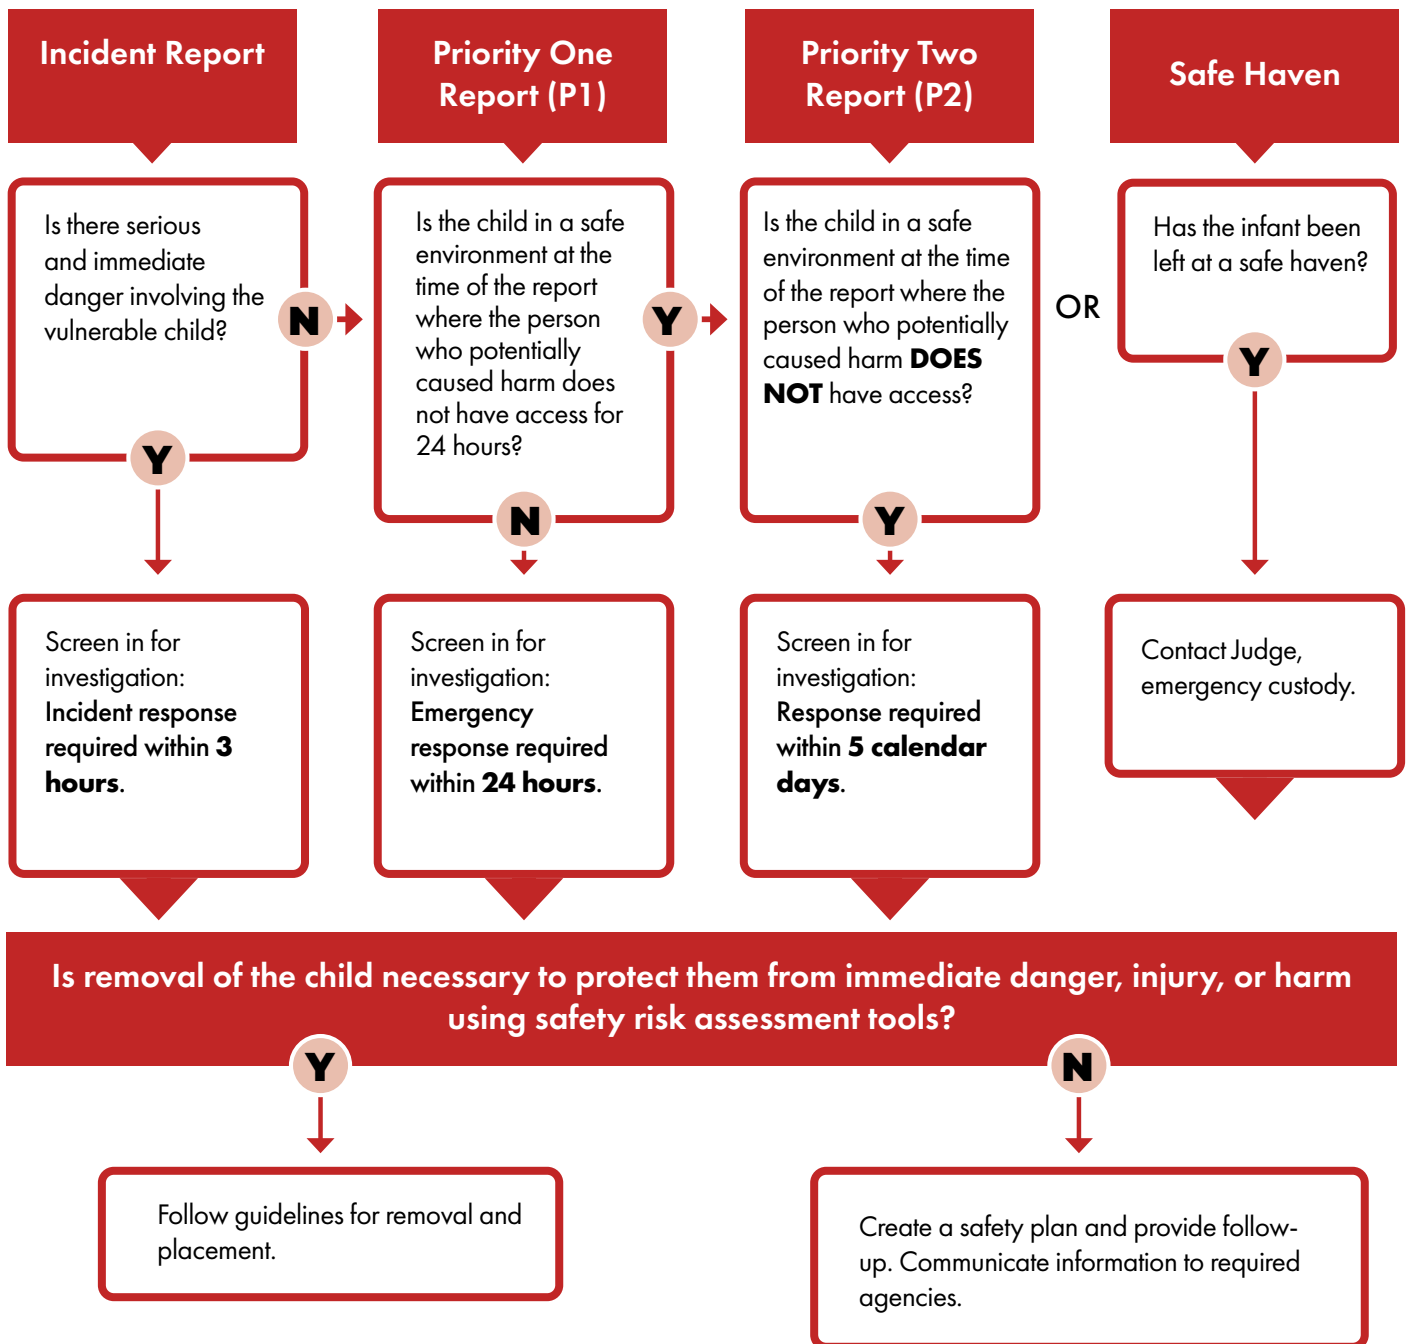 Incident Report
Priority One
Report (P1)
Priority Two
Report (P2)
Safe Haven
Is there serious
and immediate
danger involving the
vulnerable child?
N
Y
Is the child in a safe
environment at the
time of the report
where the person
who potentially
caused harm does
not have access for
24 hours?
Y
N
Is the child in a safe
environment at the time
of the report where the
person who potentially
caused harm DOES
NOT have access?
Y
OR
Has the infant been
left at a safe haven?
Y
Screen in for
investigation:
Incident response
required within 3
hours.
Screen in for
investigation:
Emergency
response required
within 24 hours.
Screen in for
investigation:
Response required
within 5 calendar
days.
Contact Judge,
emergency custody.
Is removal of the child necessary to protect them from immediate danger, injury, or harm
using safety risk assessment tools?
Y
N
Follow guidelines for removal and
placement.
Create a safety plan and provide follow-
up. Communicate information to required
agencies.